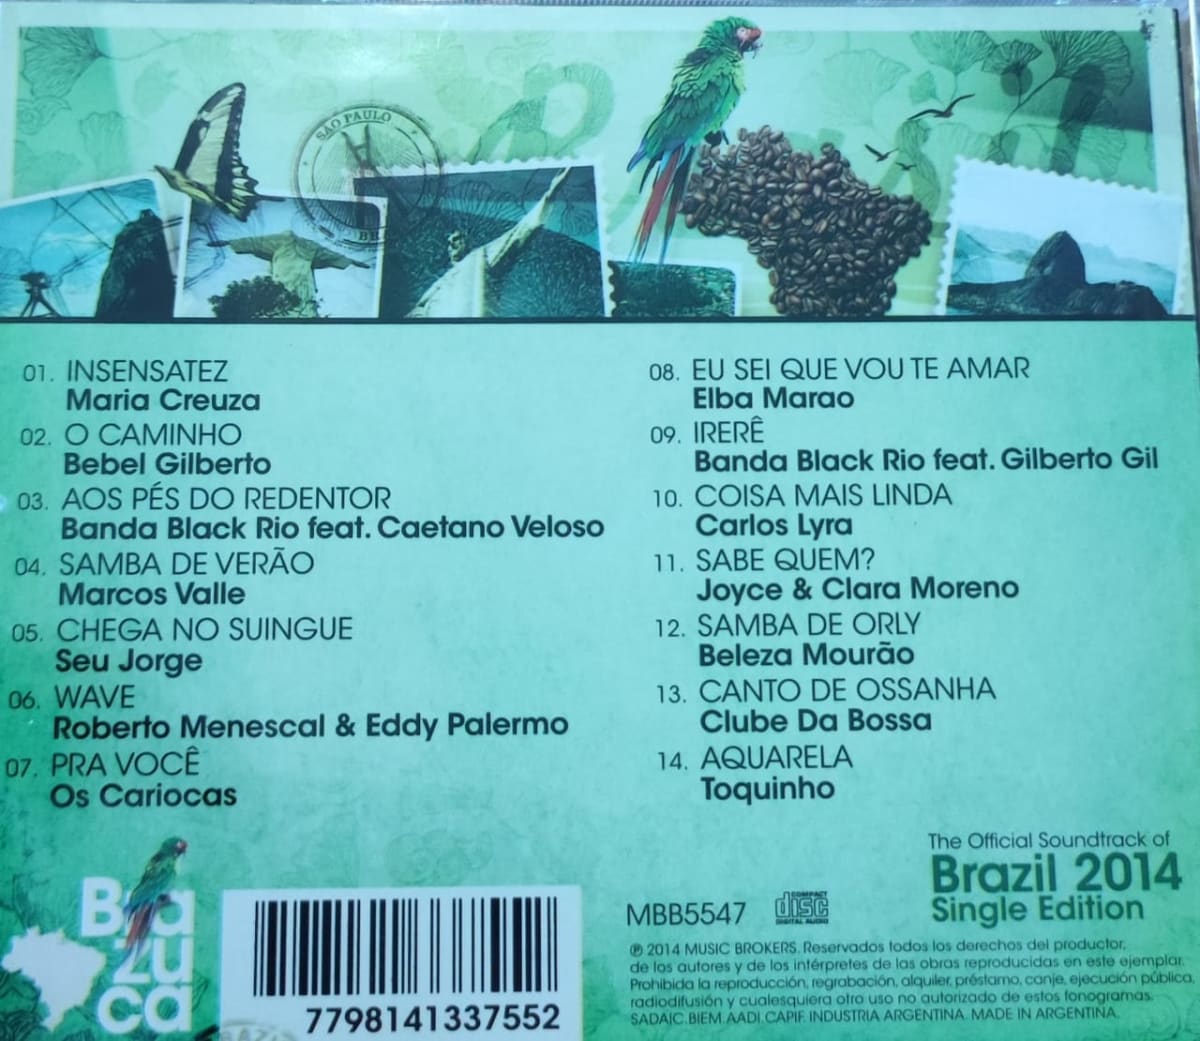 SÃO PAULO
01. INSENSATEZ
Maria Creuza
02. O CAMINHO
Bebel Gilberto
03. AOS PÉS DO REDENTOR
Banda Black Rio feat. Caetano Veloso
04. SAMBA DE VERÃO
Marcos Valle
05. CHEGA NO SUINGUE
Seu Jorge
06. WAVE
Roberto Menescal & Eddy Palermo
07. PRA VOCÊ
Os Cariocas
08. EU SEI QUE VOU TE AMAR
Elba Marao
09. IRERÊ
Banda Black Rio feat. Gilberto Gil
10. COISA MAIS LINDA
Carlos Lyra
11. SABE QUEM?
Joyce & Clara Moreno
12. SAMBA DE ORLY
Beleza Mourão
13. CANTO DE OSSANHA
Clube Da Bossa
14. AQUARELA
Toquinho
Bra
zu
ca
7798141337552
MBB5547
COMPACT
disc
DIGITAL AUDIO
The Official Soundtrack of
Brazil 2014
Single Edition
℗ 2014 MUSIC BROKERS. Reservados todos los derechos del productor,
de los autores y de los intérpretes de las obras reproducidas en este ejemplar.
Prohibida la reproducción, regrabación, alquiler, préstamo, canje, ejecución pública,
radiodifusión y cualesquiera otro uso no autorizado de estos fonogramas.
SADAIC.BIEM.AADI.CAPIF. INDUSTRIA ARGENTINA. MADE IN ARGENTINA.